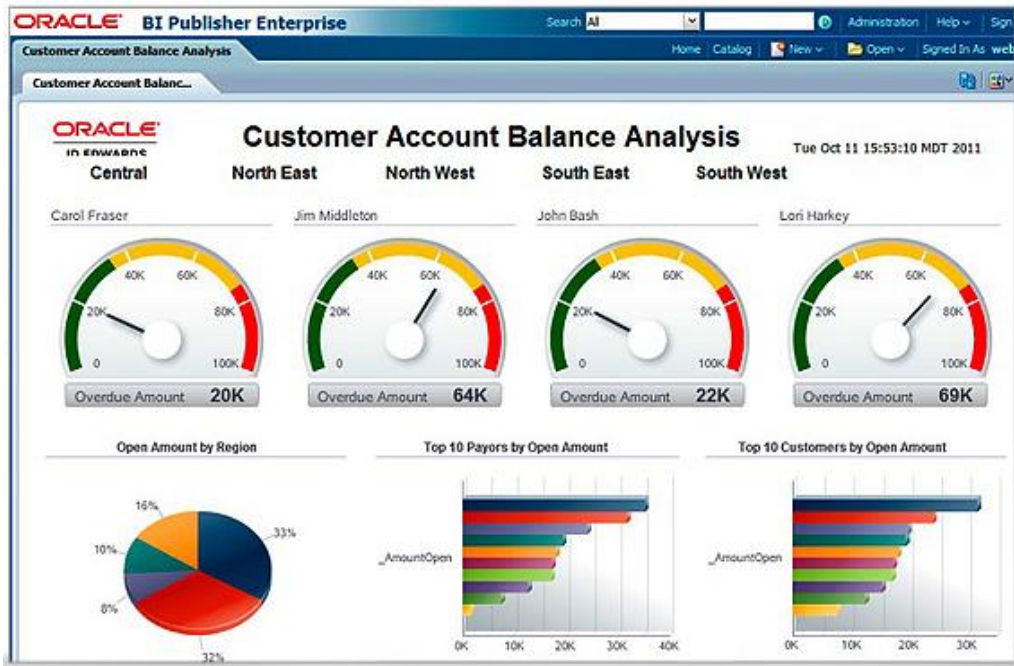 ORACLE' BI Publisher Enterprise Search All Administration Help Sign
Customer Account Balance Analysis Home Catalog New Open Signed In As web
Customer Account Balanc...
ORACLE'
JD EDWARDS
Customer Account Balance Analysis
Tue Oct 11 15:53:10 MDT 2011
Central North East North West South East South West
Carol Fraser Jim Middleton John Bash Lori Harkey
0 20K 40K 60K 80K 100K
0 20K 40K 60K 80K 100K
0 20K 40K 60K 80K 100K
0 20K 40K 60K 80K 100K
Overdue Amount 20K Overdue Amount 64K Overdue Amount 22K Overdue Amount 69K
Open Amount by Region Top 10 Payors by Open Amount Top 10 Customers by Open Amount
16%
33%
10%
8%
32%
_AmountOpen
0K 10K 20K 30K 40K
_AmountOpen
0K 10K 20K 30K